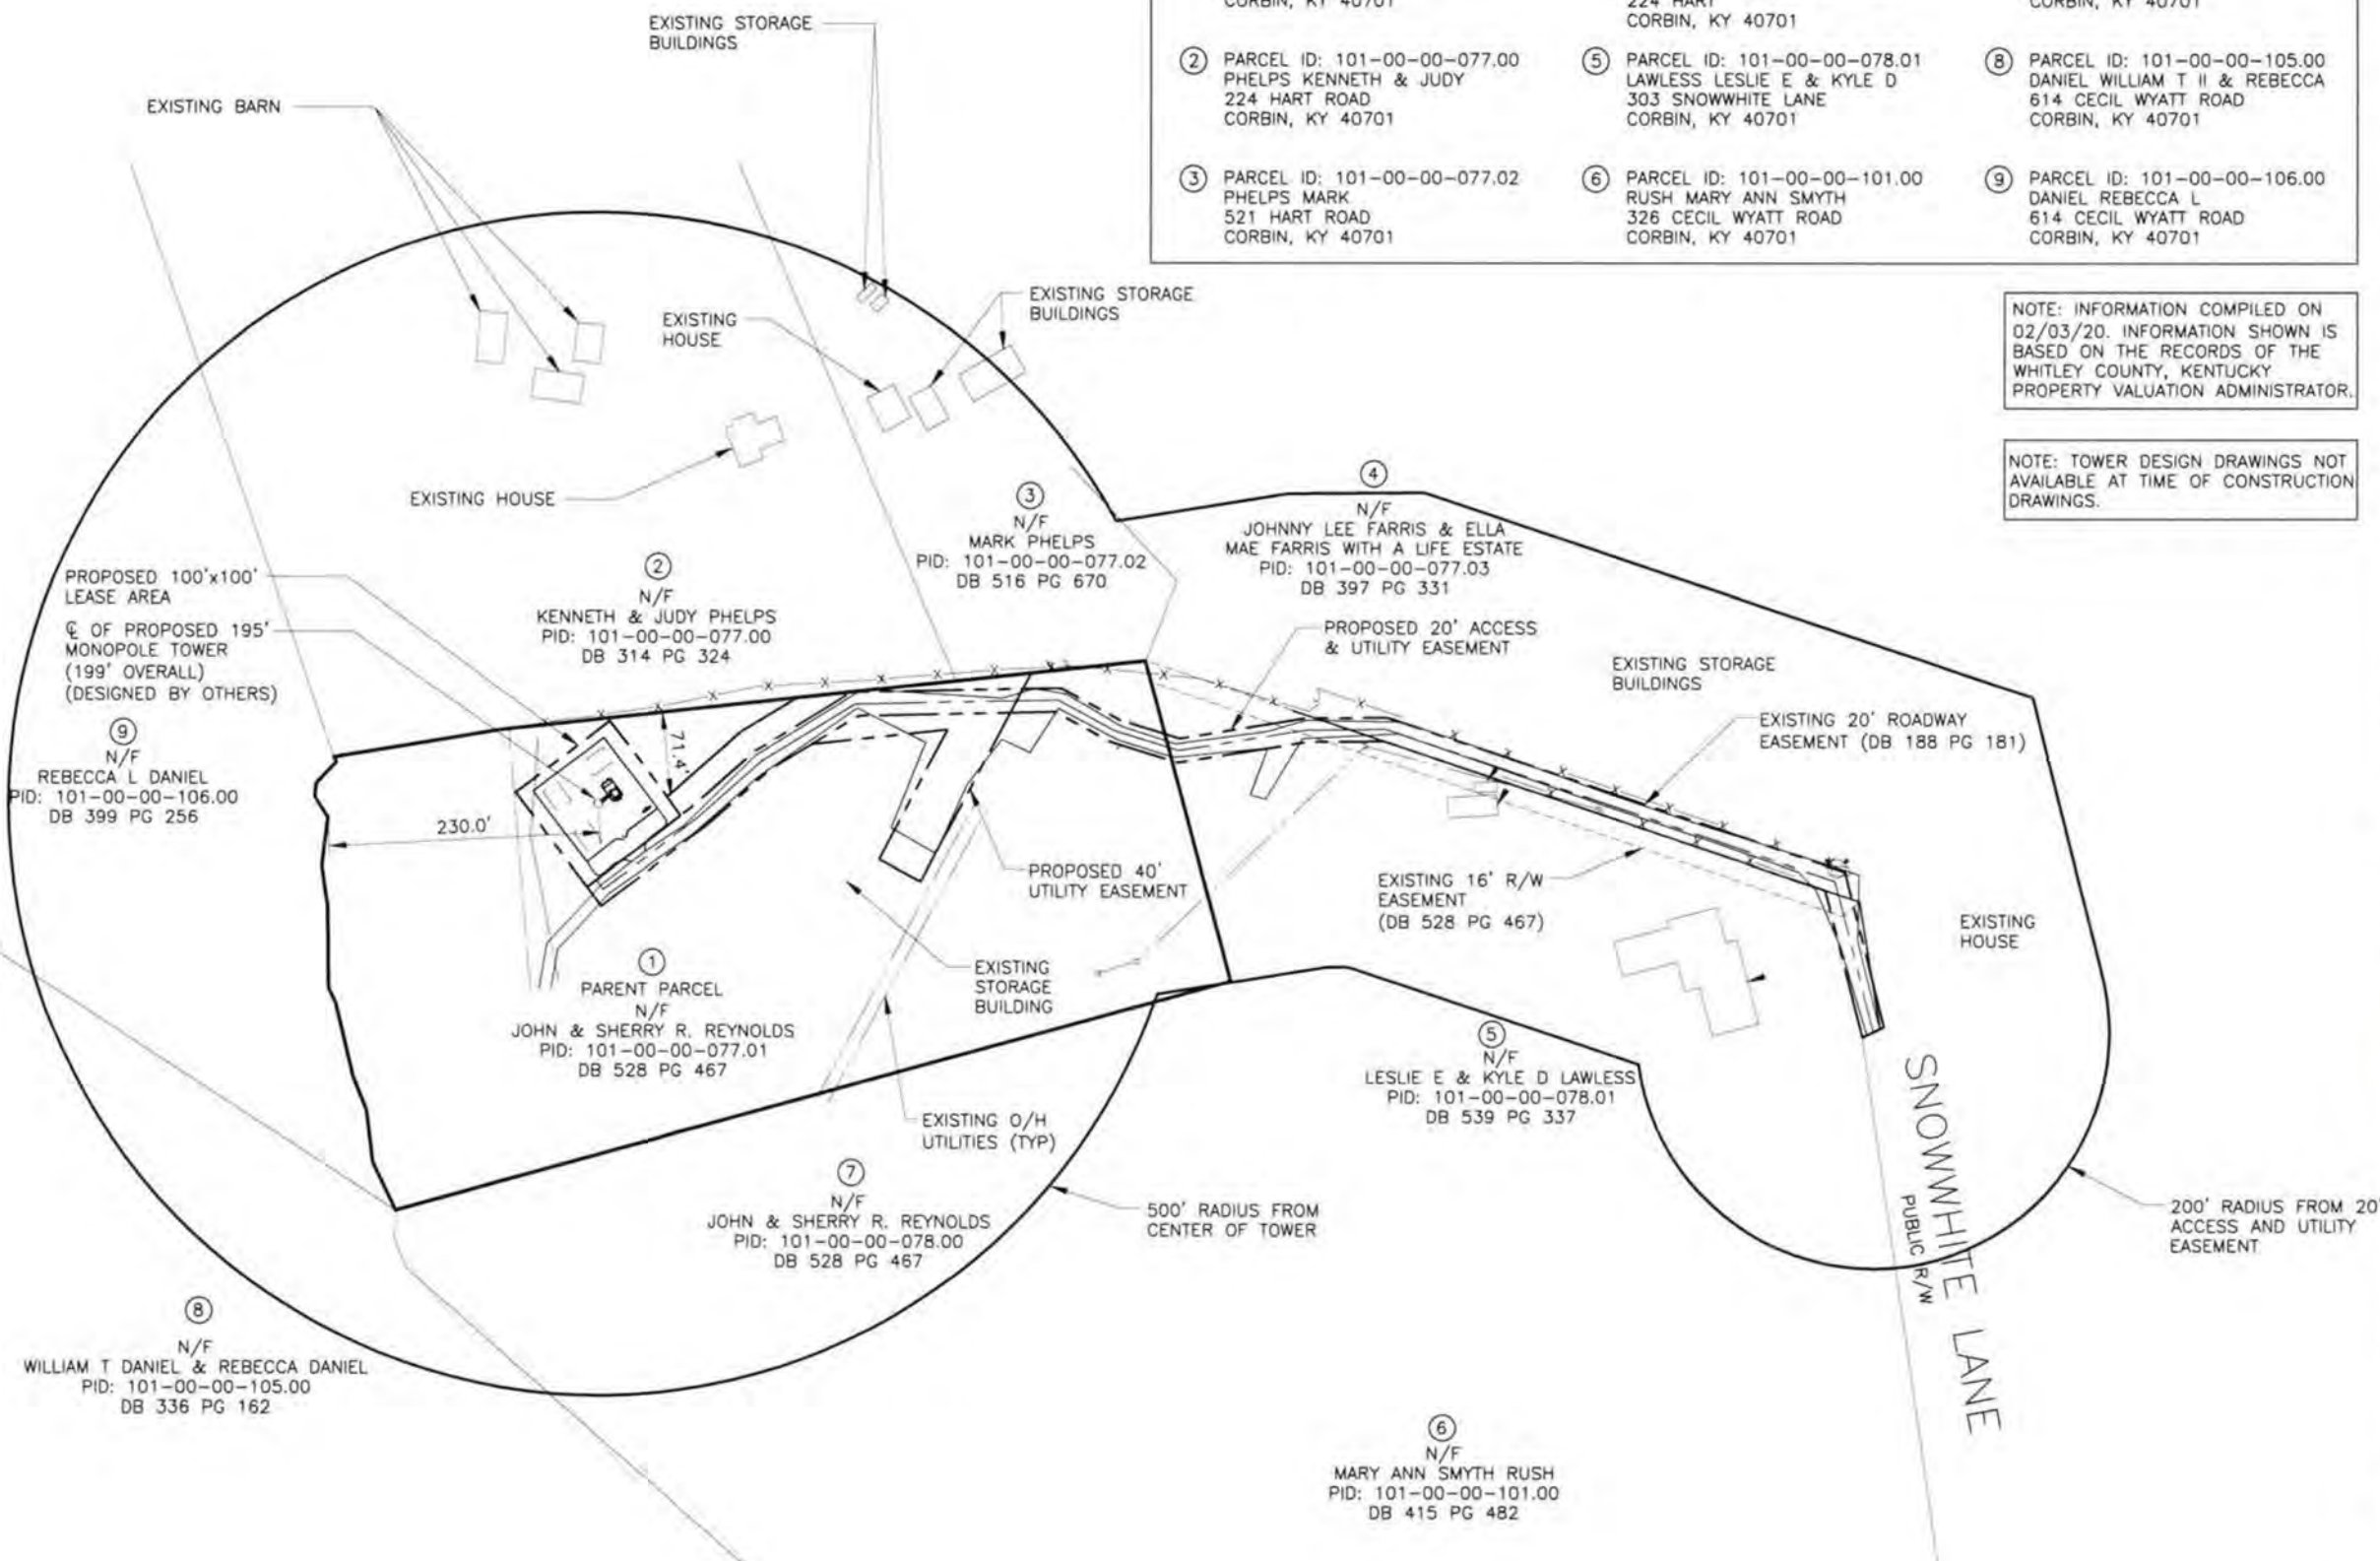 CORBIN, KY 40701
224 HART
CORBIN, KY 40701
CORBIN, KY 40701
② PARCEL ID: 101-00-00-077.00
PHELPS KENNETH & JUDY
224 HART ROAD
CORBIN, KY 40701
⑤ PARCEL ID: 101-00-00-078.01
LAWLESS LESLIE E & KYLE D
303 SNOWWHITE LANE
CORBIN, KY 40701
⑧ PARCEL ID: 101-00-00-105.00
DANIEL WILLIAM T II & REBECCA
614 CECIL WYATT ROAD
CORBIN, KY 40701
③ PARCEL ID: 101-00-00-077.02
PHELPS MARK
521 HART ROAD
CORBIN, KY 40701
⑥ PARCEL ID: 101-00-00-101.00
RUSH MARY ANN SMYTH
326 CECIL WYATT ROAD
CORBIN, KY 40701
⑨ PARCEL ID: 101-00-00-106.00
DANIEL REBECCA L
614 CECIL WYATT ROAD
CORBIN, KY 40701
NOTE: INFORMATION COMPILED ON
02/03/20. INFORMATION SHOWN IS
BASED ON THE RECORDS OF THE
WHITLEY COUNTY, KENTUCKY
PROPERTY VALUATION ADMINISTRATOR.
NOTE: TOWER DESIGN DRAWINGS NOT
AVAILABLE AT TIME OF CONSTRUCTION
DRAWINGS.
EXISTING STORAGE
BUILDINGS
EXISTING BARN
EXISTING
HOUSE
EXISTING STORAGE
BUILDINGS
EXISTING HOUSE
③
N/F
MARK PHELPS
PID: 101-00-00-077.02
DB 516 PG 670
④
N/F
JOHNNY LEE FARRIS & ELLA
MAE FARRIS WITH A LIFE ESTATE
PID: 101-00-00-077.03
DB 397 PG 331
②
N/F
KENNETH & JUDY PHELPS
PID: 101-00-00-077.00
DB 314 PG 324
PROPOSED 100'x100'
LEASE AREA
℄ OF PROPOSED 195'
MONOPOLE TOWER
(199' OVERALL)
(DESIGNED BY OTHERS)
⑨
N/F
REBECCA L DANIEL
PID: 101-00-00-106.00
DB 399 PG 256
PROPOSED 20' ACCESS
& UTILITY EASEMENT
EXISTING STORAGE
BUILDINGS
EXISTING 20' ROADWAY
EASEMENT (DB 188 PG 181)
71.4'
230.0'
PROPOSED 40'
UTILITY EASEMENT
EXISTING 16' R/W
EASEMENT
(DB 528 PG 467)
EXISTING
HOUSE
EXISTING
STORAGE
BUILDING
①
PARENT PARCEL
N/F
JOHN & SHERRY R. REYNOLDS
PID: 101-00-00-077.01
DB 528 PG 467
⑤
N/F
LESLIE E & KYLE D LAWLESS
PID: 101-00-00-078.01
DB 539 PG 337
EXISTING O/H
UTILITIES (TYP)
⑦
N/F
JOHN & SHERRY R. REYNOLDS
PID: 101-00-00-078.00
DB 528 PG 467
500' RADIUS FROM
CENTER OF TOWER
SNOWWHITE LANE
PUBLIC R/W
200' RADIUS FROM 20'
ACCESS AND UTILITY
EASEMENT
⑧
N/F
WILLIAM T DANIEL & REBECCA DANIEL
PID: 101-00-00-105.00
DB 336 PG 162
⑥
N/F
MARY ANN SMYTH RUSH
PID: 101-00-00-101.00
DB 415 PG 482